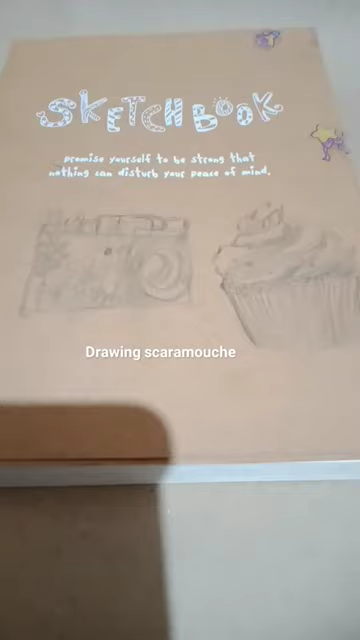 SKETCHBOOK
promise yourself to be strong that
nothing can disturb your peace of mind.
Drawing scaramouche